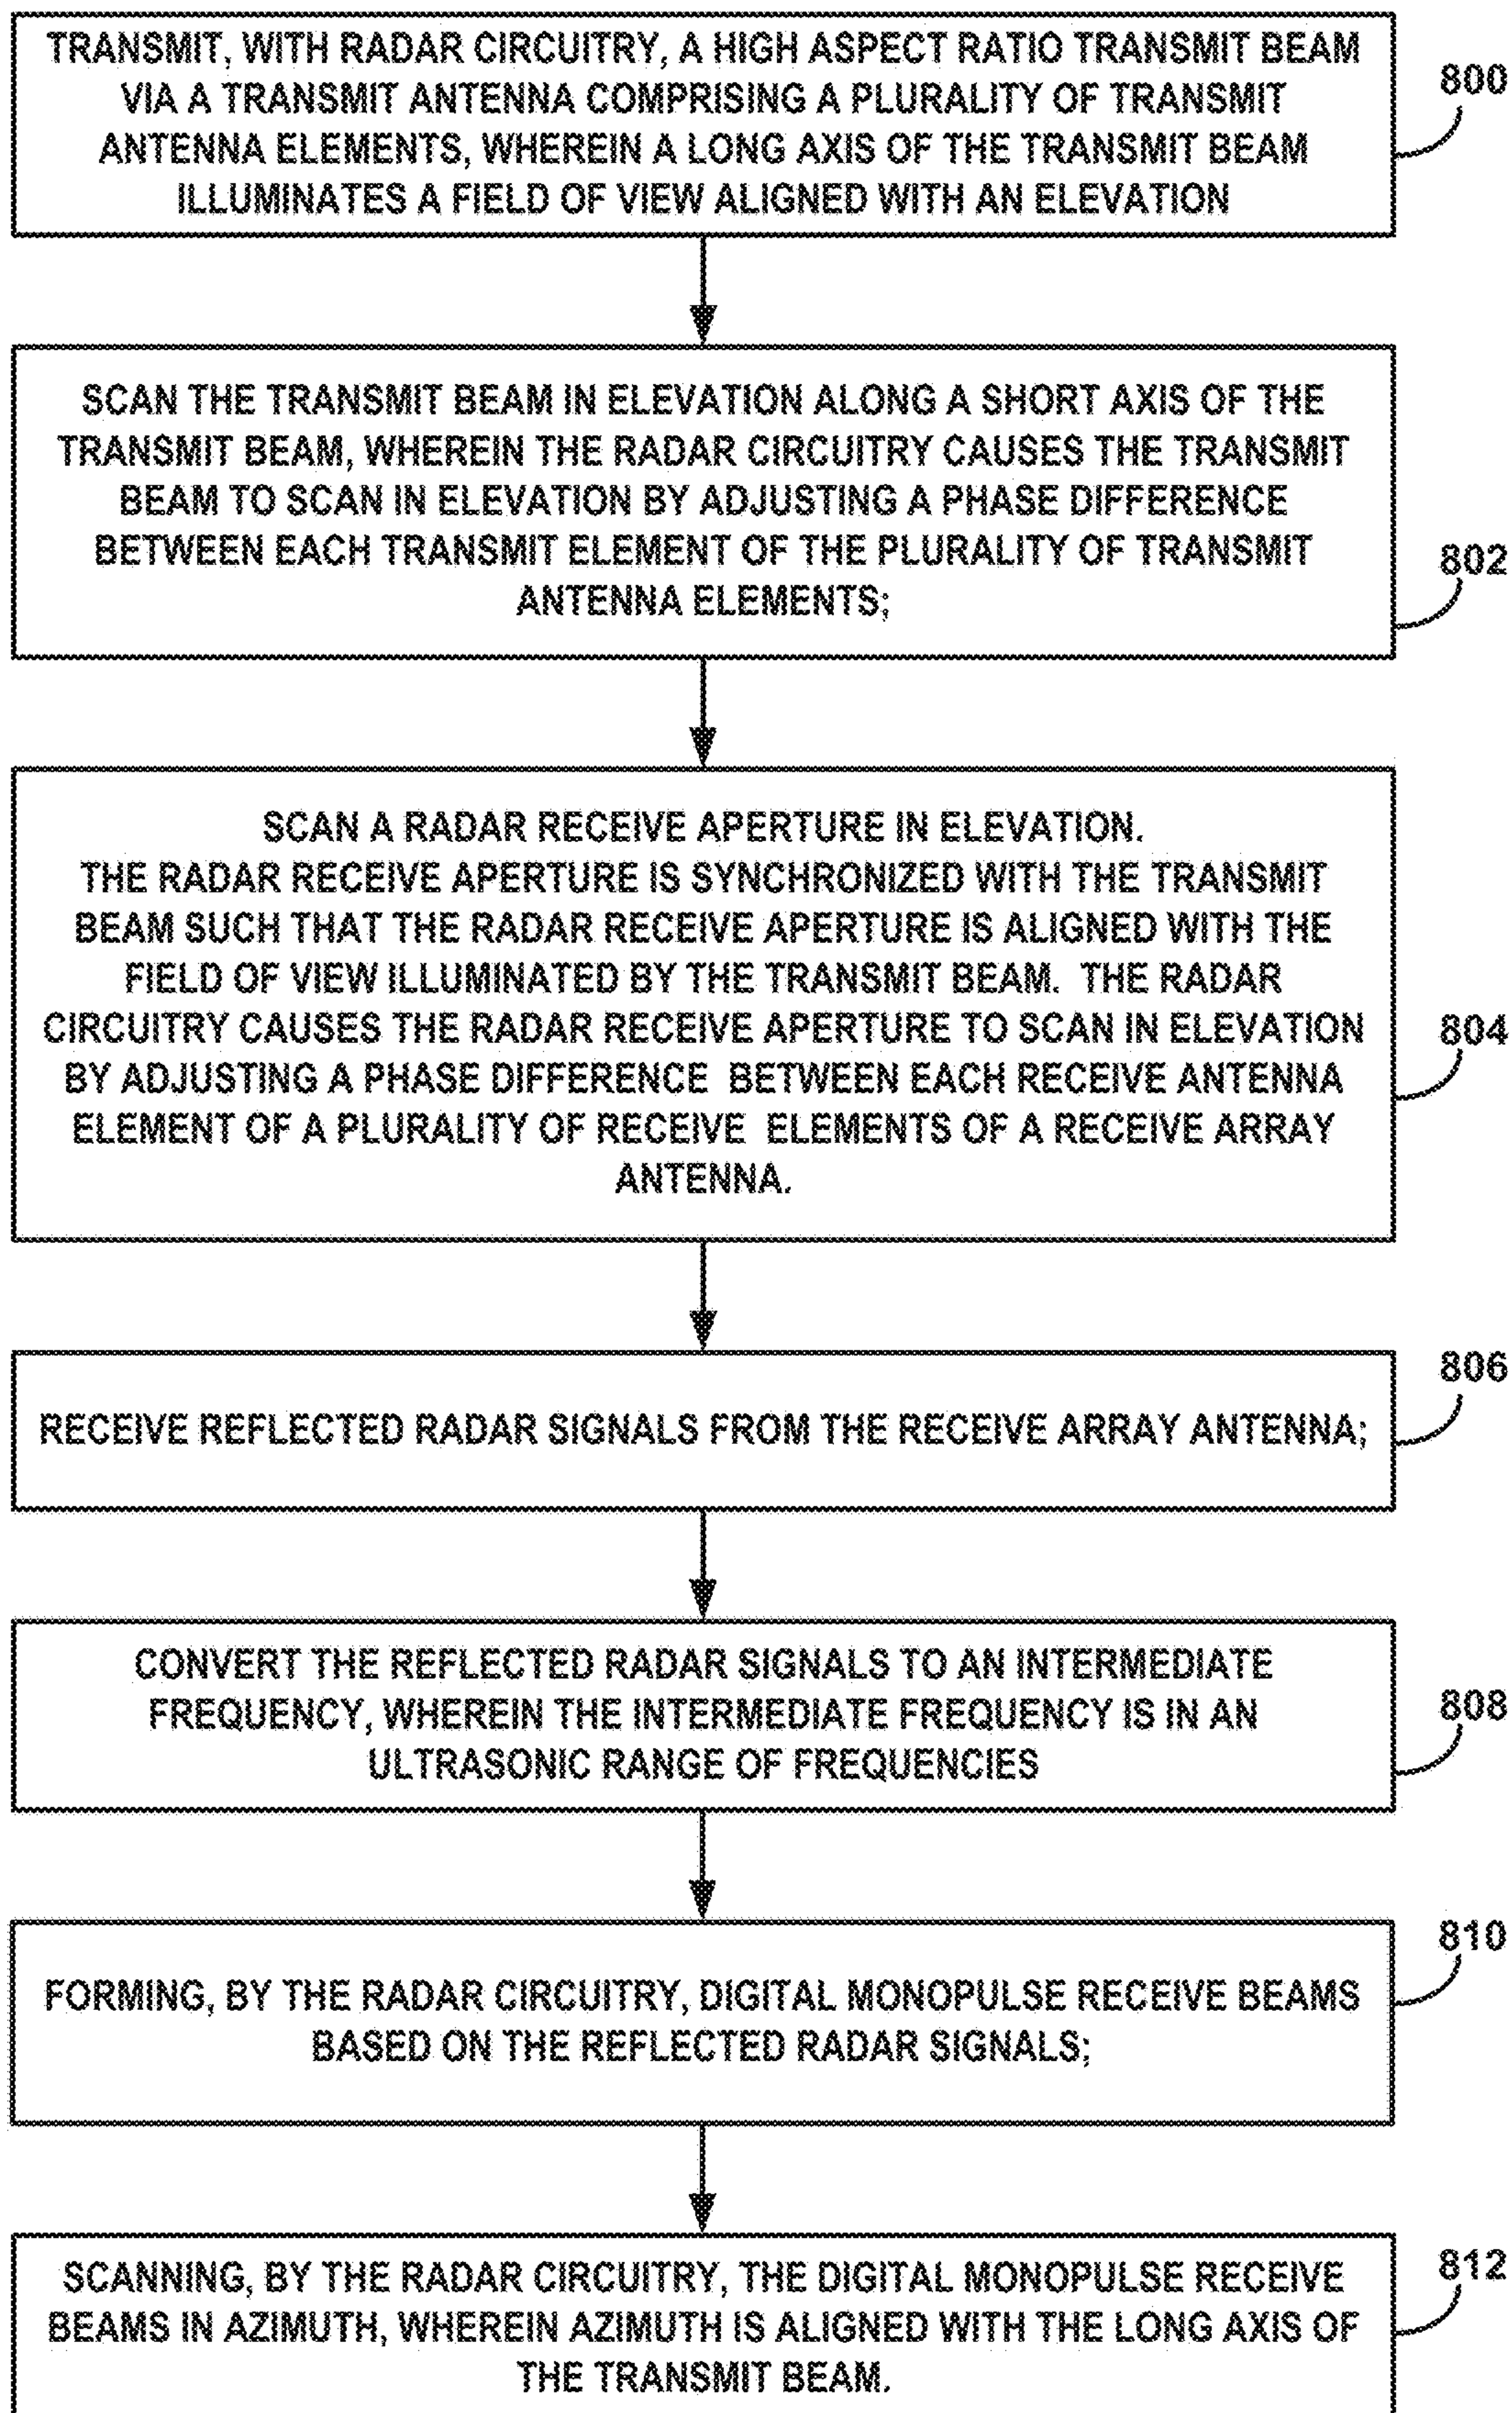 TRANSMIT, WITH RADAR CIRCUITRY, A HIGH ASPECT RATIO TRANSMIT BEAM
VIA A TRANSMIT ANTENNA COMPRISING A PLURALITY OF TRANSMIT
ANTENNA ELEMENTS, WHEREIN A LONG AXIS OF THE TRANSMIT BEAM
ILLUMINATES A FIELD OF VIEW ALIGNED WITH AN ELEVATION
800
SCAN THE TRANSMIT BEAM IN ELEVATION ALONG A SHORT AXIS OF THE
TRANSMIT BEAM, WHEREIN THE RADAR CIRCUITRY CAUSES THE TRANSMIT
BEAM TO SCAN IN ELEVATION BY ADJUSTING A PHASE DIFFERENCE
BETWEEN EACH TRANSMIT ELEMENT OF THE PLURALITY OF TRANSMIT
ANTENNA ELEMENTS;
802
SCAN A RADAR RECEIVE APERTURE IN ELEVATION.
THE RADAR RECEIVE APERTURE IS SYNCHRONIZED WITH THE TRANSMIT
BEAM SUCH THAT THE RADAR RECEIVE APERTURE IS ALIGNED WITH THE
FIELD OF VIEW ILLUMINATED BY THE TRANSMIT BEAM. THE RADAR
CIRCUITRY CAUSES THE RADAR RECEIVE APERTURE TO SCAN IN ELEVATION
BY ADJUSTING A PHASE DIFFERENCE BETWEEN EACH RECEIVE ANTENNA
ELEMENT OF A PLURALITY OF RECEIVE ELEMENTS OF A RECEIVE ARRAY
ANTENNA.
804
RECEIVE REFLECTED RADAR SIGNALS FROM THE RECEIVE ARRAY ANTENNA;
806
CONVERT THE REFLECTED RADAR SIGNALS TO AN INTERMEDIATE
FREQUENCY, WHEREIN THE INTERMEDIATE FREQUENCY IS IN AN
ULTRASONIC RANGE OF FREQUENCIES
808
FORMING, BY THE RADAR CIRCUITRY, DIGITAL MONOPULSE RECEIVE BEAMS
BASED ON THE REFLECTED RADAR SIGNALS;
810
SCANNING, BY THE RADAR CIRCUITRY, THE DIGITAL MONOPULSE RECEIVE
BEAMS IN AZIMUTH, WHEREIN AZIMUTH IS ALIGNED WITH THE LONG AXIS OF
THE TRANSMIT BEAM.
812